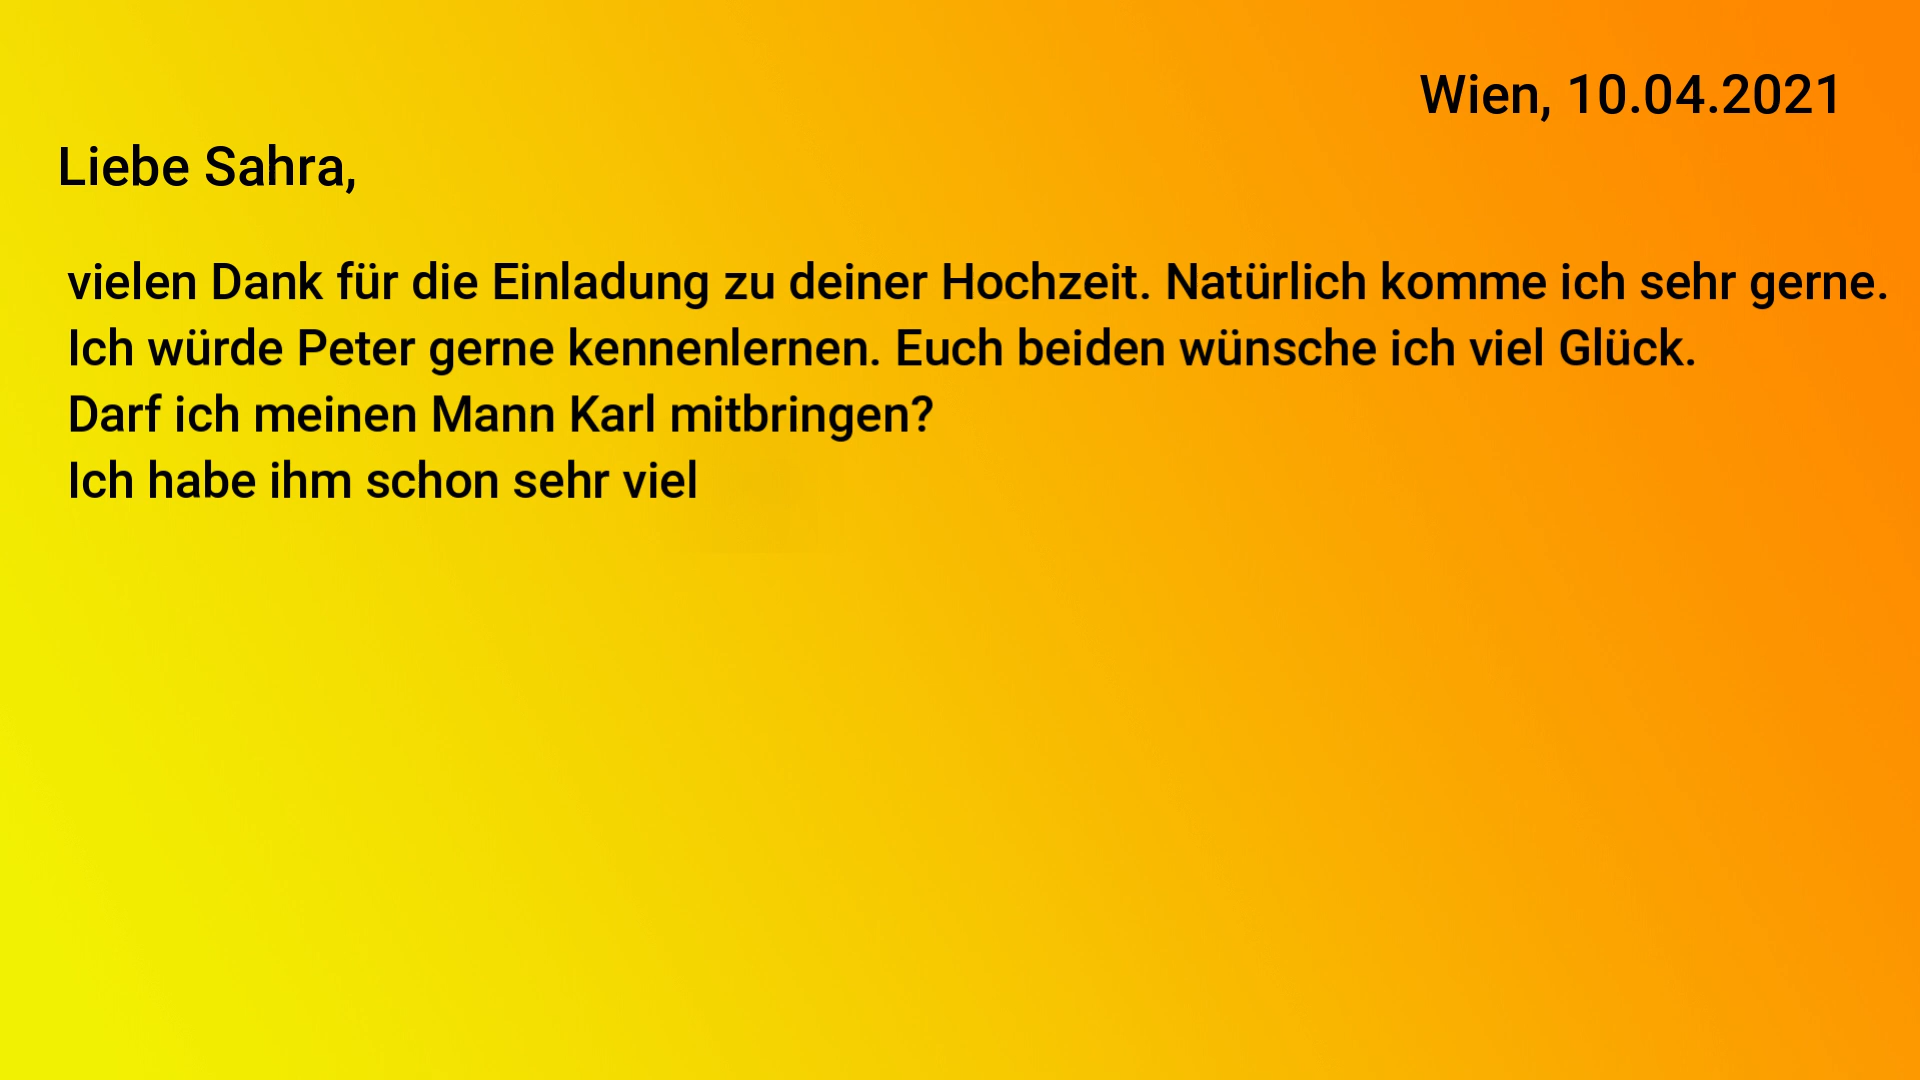 Wien, 10.04.2021
Liebe Sahra,
vielen Dank für die Einladung zu deiner Hochzeit. Natürlich komme ich sehr gerne.
Ich würde Peter gerne kennenlernen. Euch beiden wünsche ich viel Glück.
Darf ich meinen Mann Karl mitbringen?
Ich habe ihm schon sehr viel